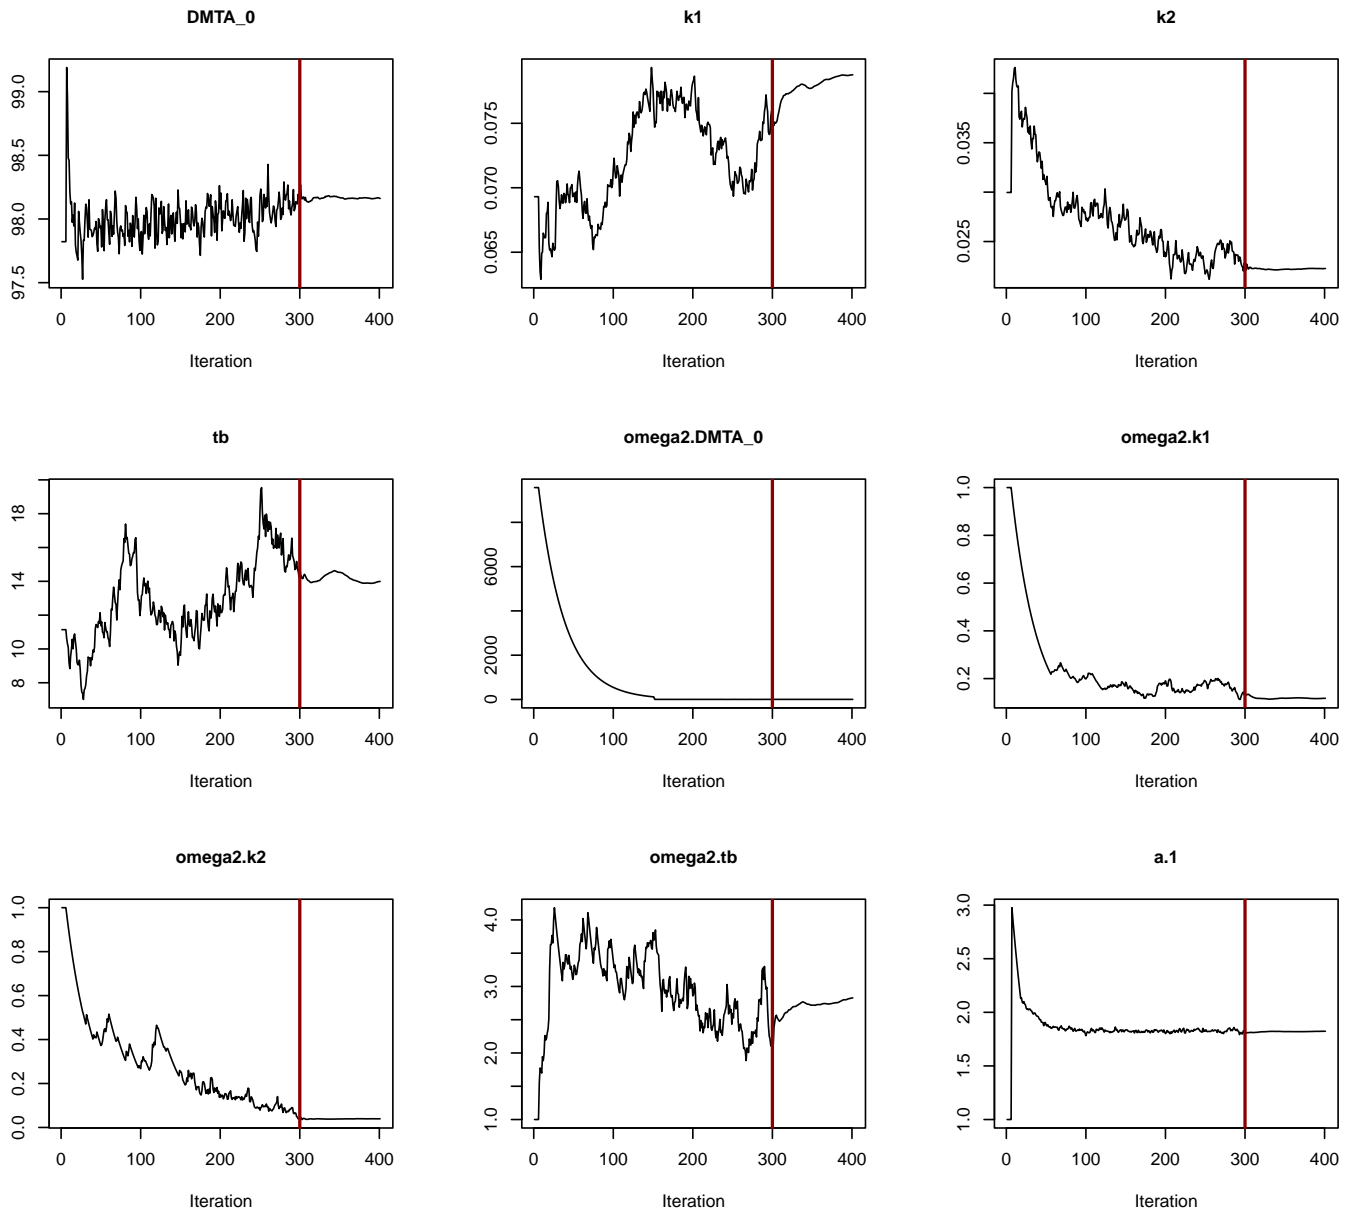 DMTA_0
k1
k2
97.5 98.0 98.5 99.0
0.065 0.070 0.075
0.025 0.035
0 100 200 300 400
0 100 200 300 400
0 100 200 300 400
Iteration
Iteration
Iteration
tb
omega2.DMTA_0
omega2.k1
8 10 14 18
0 2000 6000
0.2 0.4 0.6 0.8 1.0
0 100 200 300 400
0 100 200 300 400
0 100 200 300 400
Iteration
Iteration
Iteration
omega2.k2
omega2.tb
a.1
0.0 0.2 0.4 0.6 0.8 1.0
1.0 2.0 3.0 4.0
1.0 1.5 2.0 2.5 3.0
0 100 200 300 400
0 100 200 300 400
0 100 200 300 400
Iteration
Iteration
Iteration